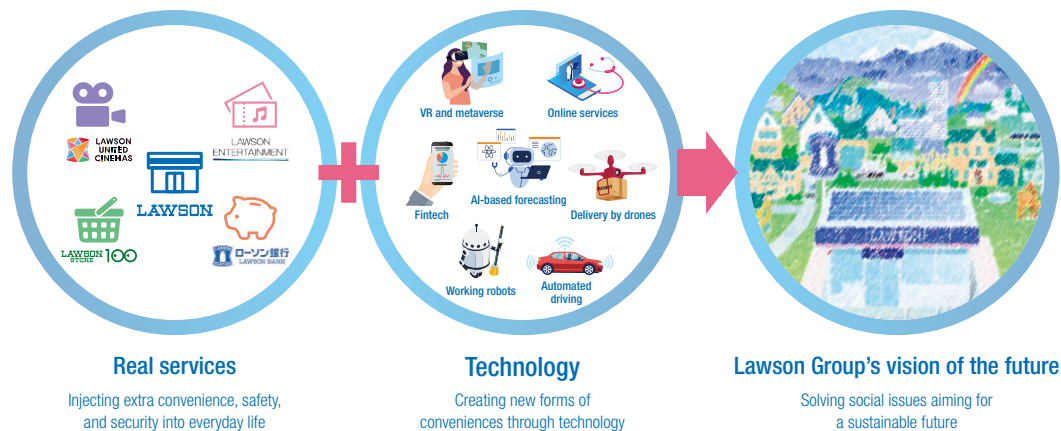 LAWSON
UNITED
CINEMAS
LAWSON
ENTERTAINMENT
LAWSON
LAWSON
STORE
100
ローソン銀行
LAWSON BANK
VR and metaverse
Online services
Fintech
AI-based forecasting
Delivery by drones
Working robots
Automated
driving
Real services
Injecting extra convenience, safety,
and security into everyday life
Technology
Creating new forms of
conveniences through technology
Lawson Group's vision of the future
Solving social issues aiming for
a sustainable future